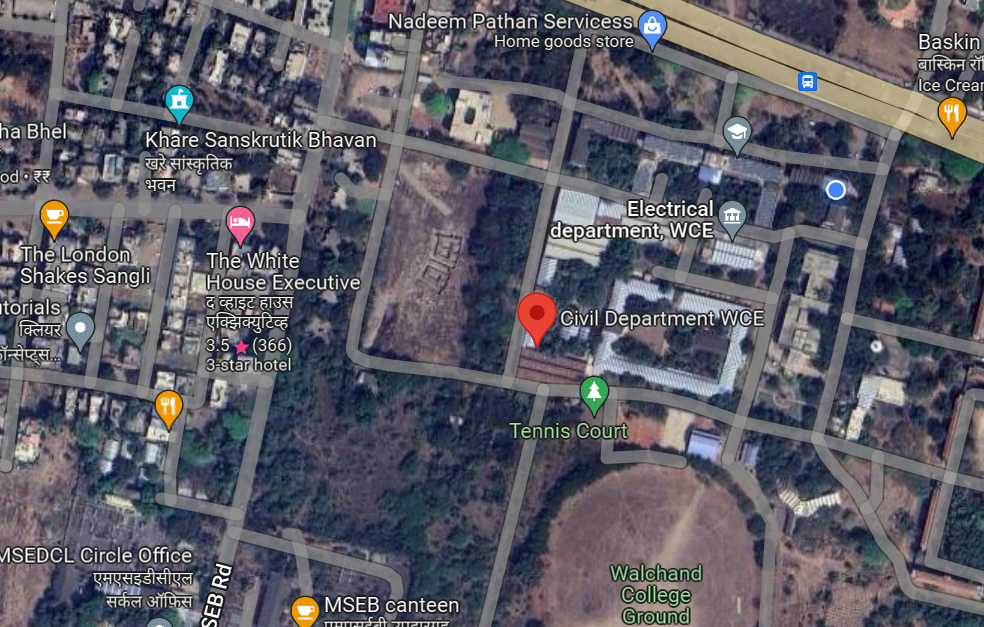 Nadeem Pathan Servicess
Home goods store
Baskin
बास्किन
Ice Crear
Khare Sanskrutik Bhavan
खरे सांस्कृतिक
भवन
ha Bhel
od • ₹₹
Electrical
department, WCE
The London
Shakes Sangli
The White
House Executive
द व्हाइट हाउस
एक्झिक्युटिव्ह
3.5 ★ (366)
3-star hotel
utorials
क्लियर
Civil Department WCE
Tennis Court
MSEDCL Circle Office
एमएसइडीसीएल
सर्कल ऑफिस
SEB Rd
MSEB canteen
Walchand
College
Ground